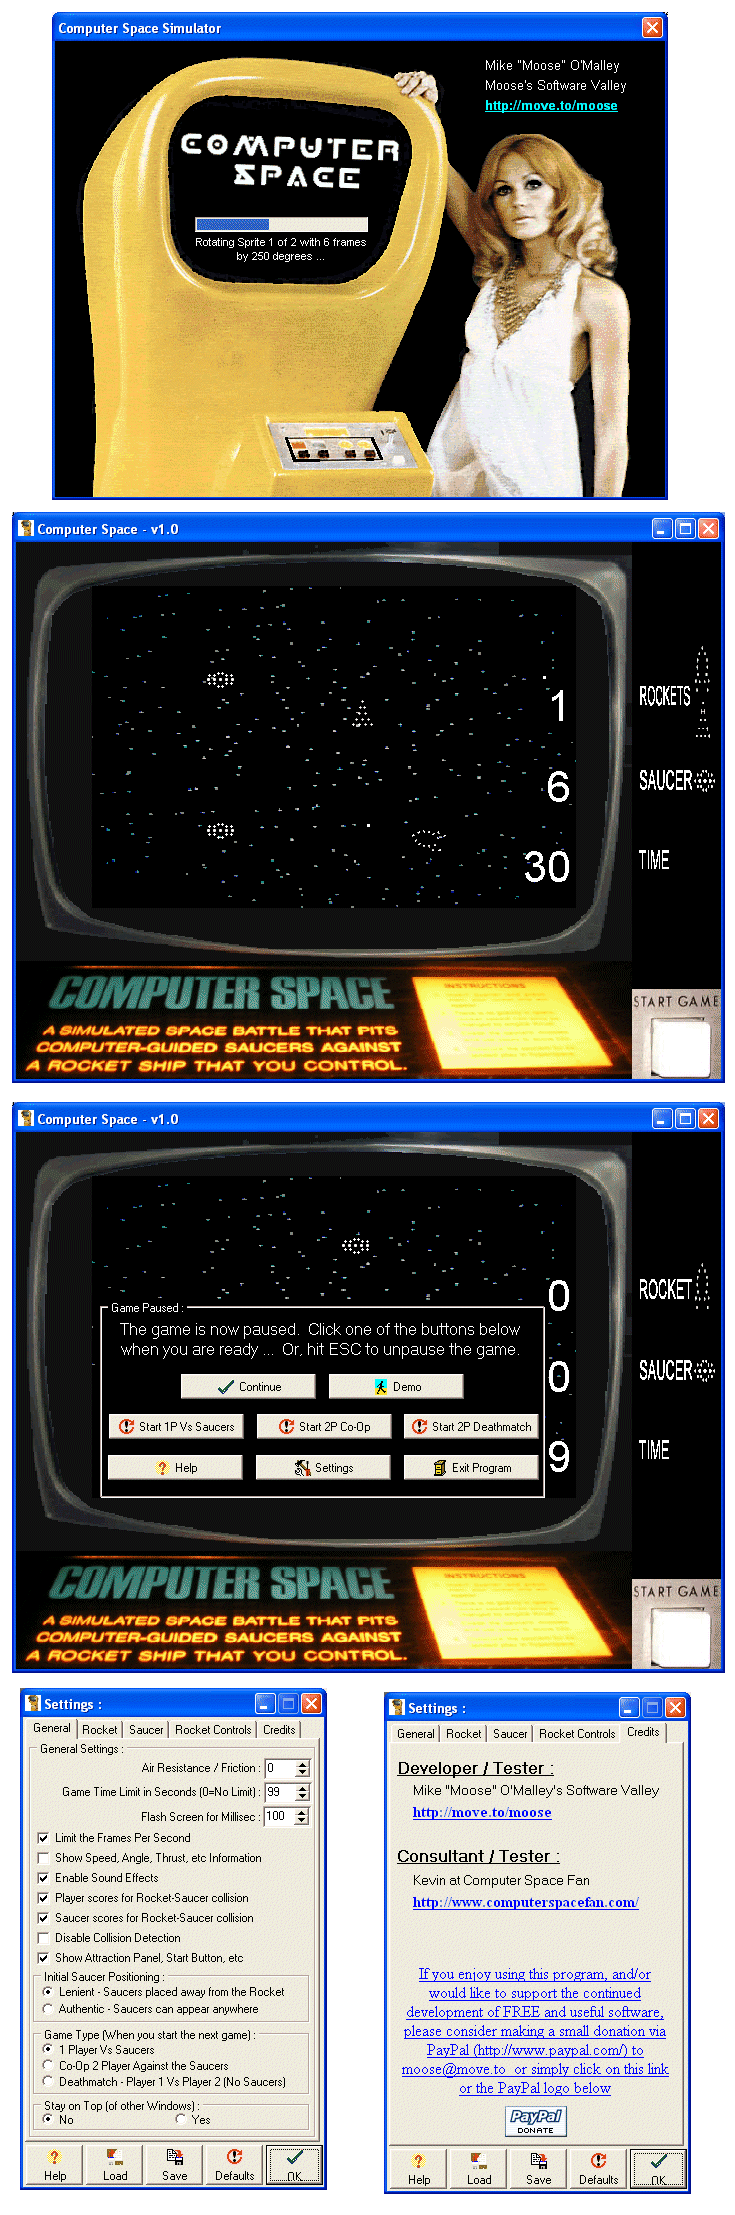 Computer Space Simulator
Mike "Moose" O'Malley
Moose's Software Valley
http://move.to/moose
COMPUTER
SPACE
Rotating Sprite 1 of 2 with 6 frames
by 250 degrees ...
Computer Space - v1.0
1
ROCKETS
6
SAUCER
30
TIME
COMPUTER SPACE
INSTRUCTIONS
START GAME
A SIMULATED SPACE BATTLE THAT PITS
COMPUTER-GUIDED SAUCERS AGAINST
A ROCKET SHIP THAT YOU CONTROL.
Computer Space - v1.0
0
ROCKET
Game Paused :
The game is now paused. Click one of the buttons below
when you are ready ... Or, hit ESC to unpause the game.
Continue
Demo
0
SAUCER
Start 1P Vs Saucers
Start 2P Co-Op
Start 2P Deathmatch
Help
Settings
Exit Program
9
TIME
COMPUTER SPACE
INSTRUCTIONS
START GAME
A SIMULATED SPACE BATTLE THAT PITS
COMPUTER-GUIDED SAUCERS AGAINST
A ROCKET SHIP THAT YOU CONTROL.
Settings :
General Rocket Saucer Rocket Controls Credits
General Settings :
Air Resistance / Friction : 0
Game Time Limit in Seconds (0=No Limit) : 99
Flash Screen for Millisec : 100
Limit the Frames Per Second
Show Speed, Angle, Thrust, etc Information
Enable Sound Effects
Player scores for Rocket-Saucer collision
Saucer scores for Rocket-Saucer collision
Disable Collision Detection
Show Attraction Panel, Start Button, etc
Initial Saucer Positioning :
Lenient - Saucers placed away from the Rocket
Authentic - Saucers can appear anywhere
Game Type (When you start the next game) :
1 Player Vs Saucers
Co-Op 2 Player Against the Saucers
Deathmatch - Player 1 Vs Player 2 (No Saucers)
Stay on Top (of other Windows) :
No Yes
Help Load Save Defaults OK
Settings :
General Rocket Saucer Rocket Controls Credits
Developer / Tester :
Mike "Moose" O'Malley's Software Valley
http://move.to/moose
Consultant / Tester :
Kevin at Computer Space Fan
http://www.computerspacefan.com/
If you enjoy using this program, and/or
would like to support the continued
development of FREE and useful software,
please consider making a small donation via
PayPal (http://www.paypal.com/) to
moose@move.to or simply click on this link
or the PayPal logo below
PayPal
DONATE
Help Load Save Defaults OK